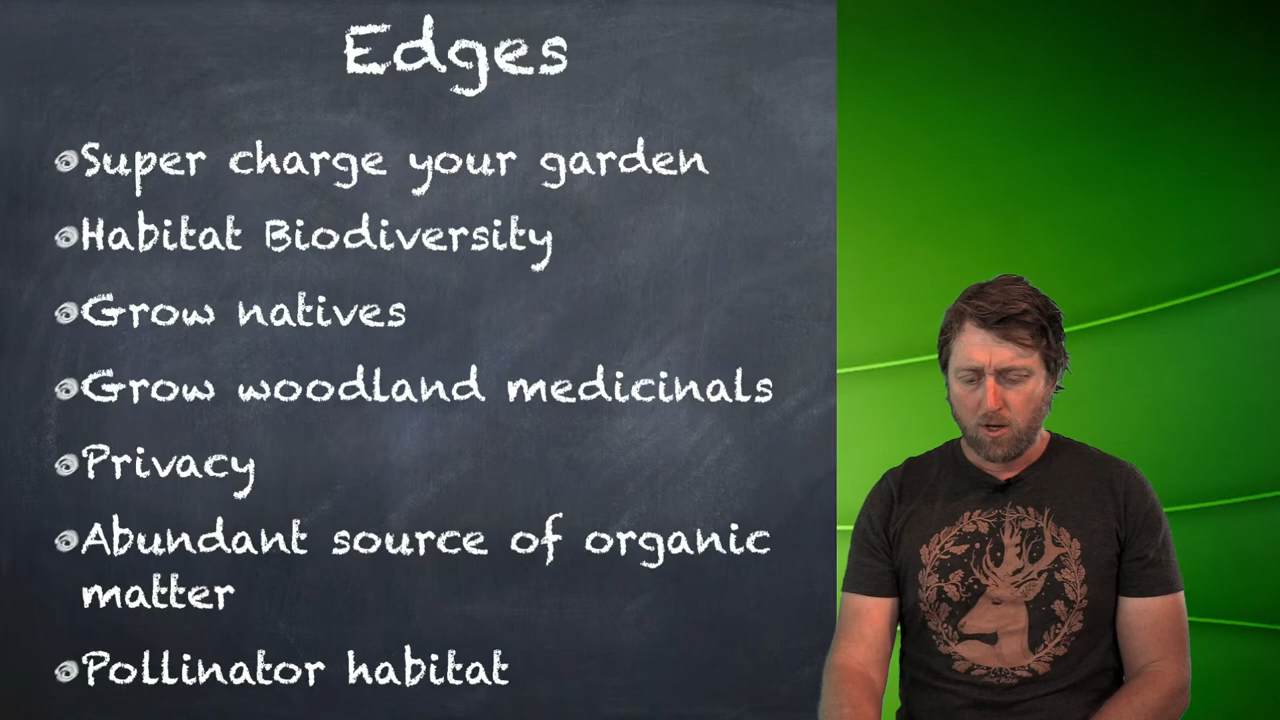 Edges
Super charge your garden
Habitat Biodiversity
Grow natives
Grow woodland medicinals
Privacy
Abundant source of organic
matter
Pollinator habitat